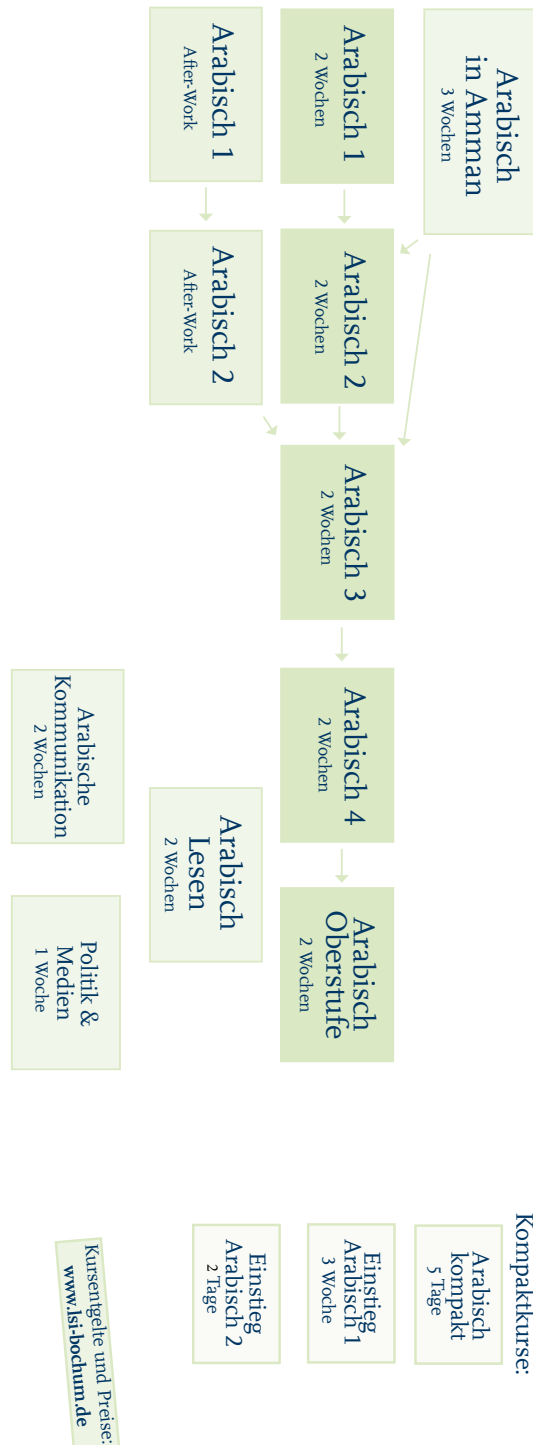 Arabisch
in Amman
3 Wochen
Arabisch 1
2 Wochen
Arabisch 2
2 Wochen
Arabisch 3
2 Wochen
Arabisch 4
2 Wochen
Arabisch
Oberstufe
2 Wochen
Arabisch 1
After-Work
Arabisch 2
After-Work
Arabisch
Lesen
2 Wochen
Arabische
Kommunikation
2 Wochen
Politik &
Medien
1 Woche
Kompaktkurse:
Arabisch
kompakt
5 Tage
Einstieg
Arabisch 1
3 Woche
Einstieg
Arabisch 2
2 Tage
Kursentgelte und Preise:
www.lsi-bochum.de